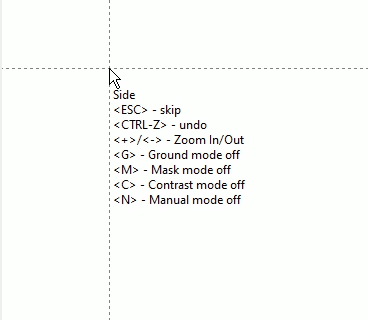 Side
<ESC> - skip
<CTRL-Z> - undo
<+>/<-> - Zoom In/Out
<G> - Ground mode off
<M> - Mask mode off
<C> - Contrast mode off
<N> - Manual mode off